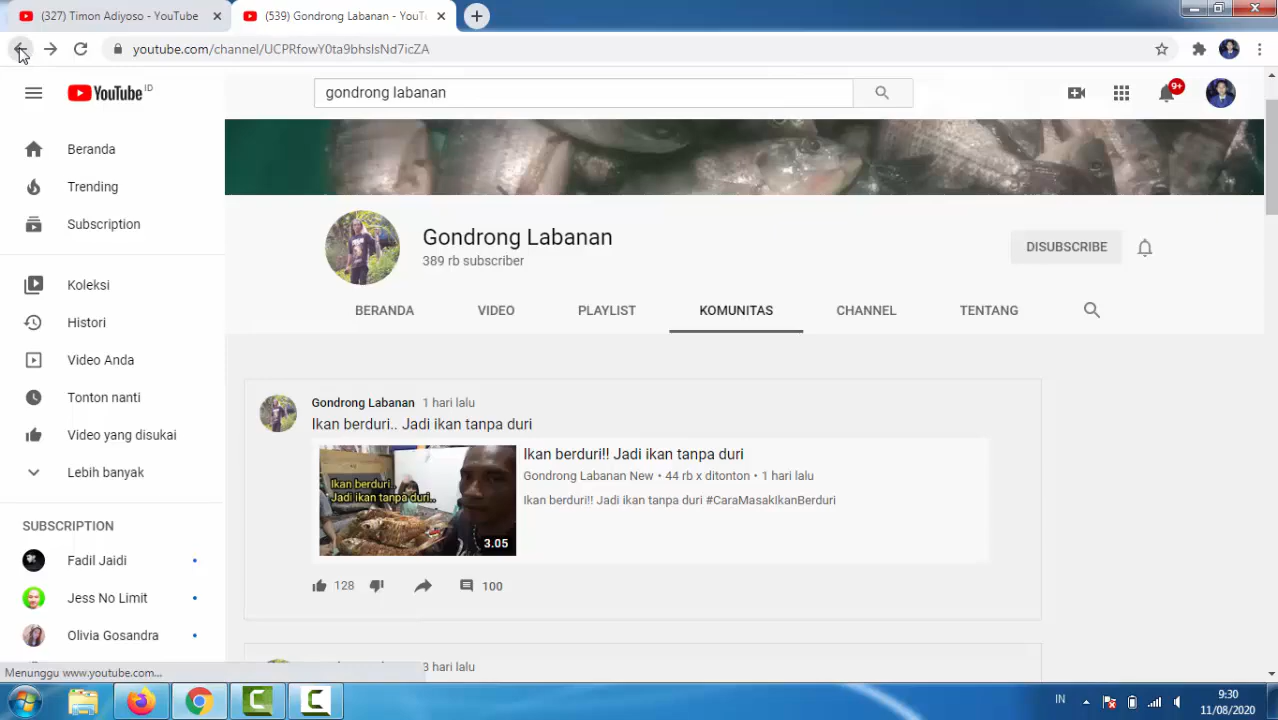 (327) Timon Adiyoso - YouTube
(539) Gondrong Labanan - YouT
youtube.com/channel/UCPRfowY0ta9bhsIsNd7icZA
YouTube ID
gondrong labanan
9+
Beranda
Trending
Subscription
Koleksi
Histori
Video Anda
Tonton nanti
Video yang disukai
Lebih banyak
SUBSCRIPTION
Fadil Jaidi
Jess No Limit
Olivia Gosandra
Gondrong Labanan
389 rb subscriber
DISUBSCRIBE
BERANDA VIDEO PLAYLIST KOMUNITAS CHANNEL TENTANG
Gondrong Labanan 1 hari lalu
Ikan berduri.. Jadi ikan tanpa duri
Ikan berduri..
Jadi ikan tanpa duri..
3.05
Ikan berduri!! Jadi ikan tanpa duri
Gondrong Labanan New • 44 rb x ditonton • 1 hari lalu
Ikan berduri!! Jadi ikan tanpa duri #CaraMasakIkanBerduri
128 100
3 hari lalu
Menunggu www.youtube.com...
IN
9:30
11/08/2020